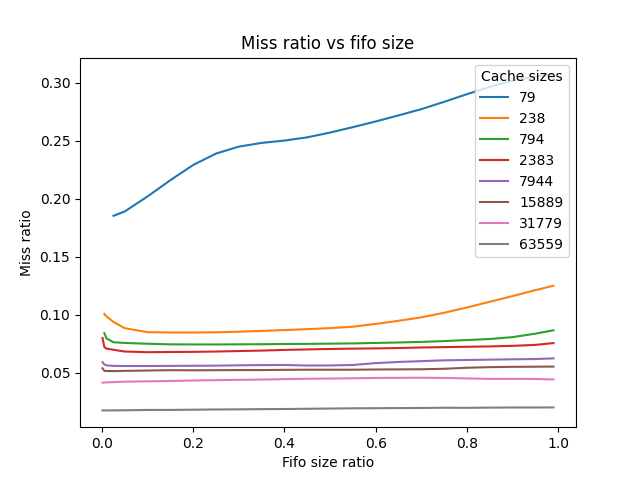 Miss ratio vs fifo size
Cache sizes
79
238
794
2383
7944
15889
31779
63559
0.30
0.25
0.20
0.15
0.10
0.05
Miss ratio
0.0 0.2 0.4 0.6 0.8 1.0
Fifo size ratio